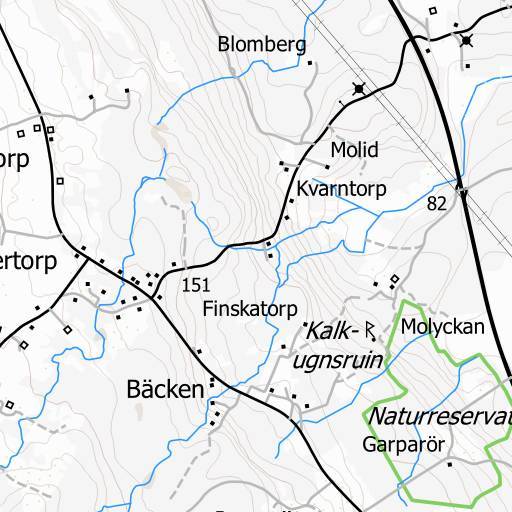 Blomberg
orp
Molid
Kvarntorp
82
ertorp
151
Finskatorp
Kalk-
ugnsruin
Molyckan
Bäcken
Naturreservat
Garparör